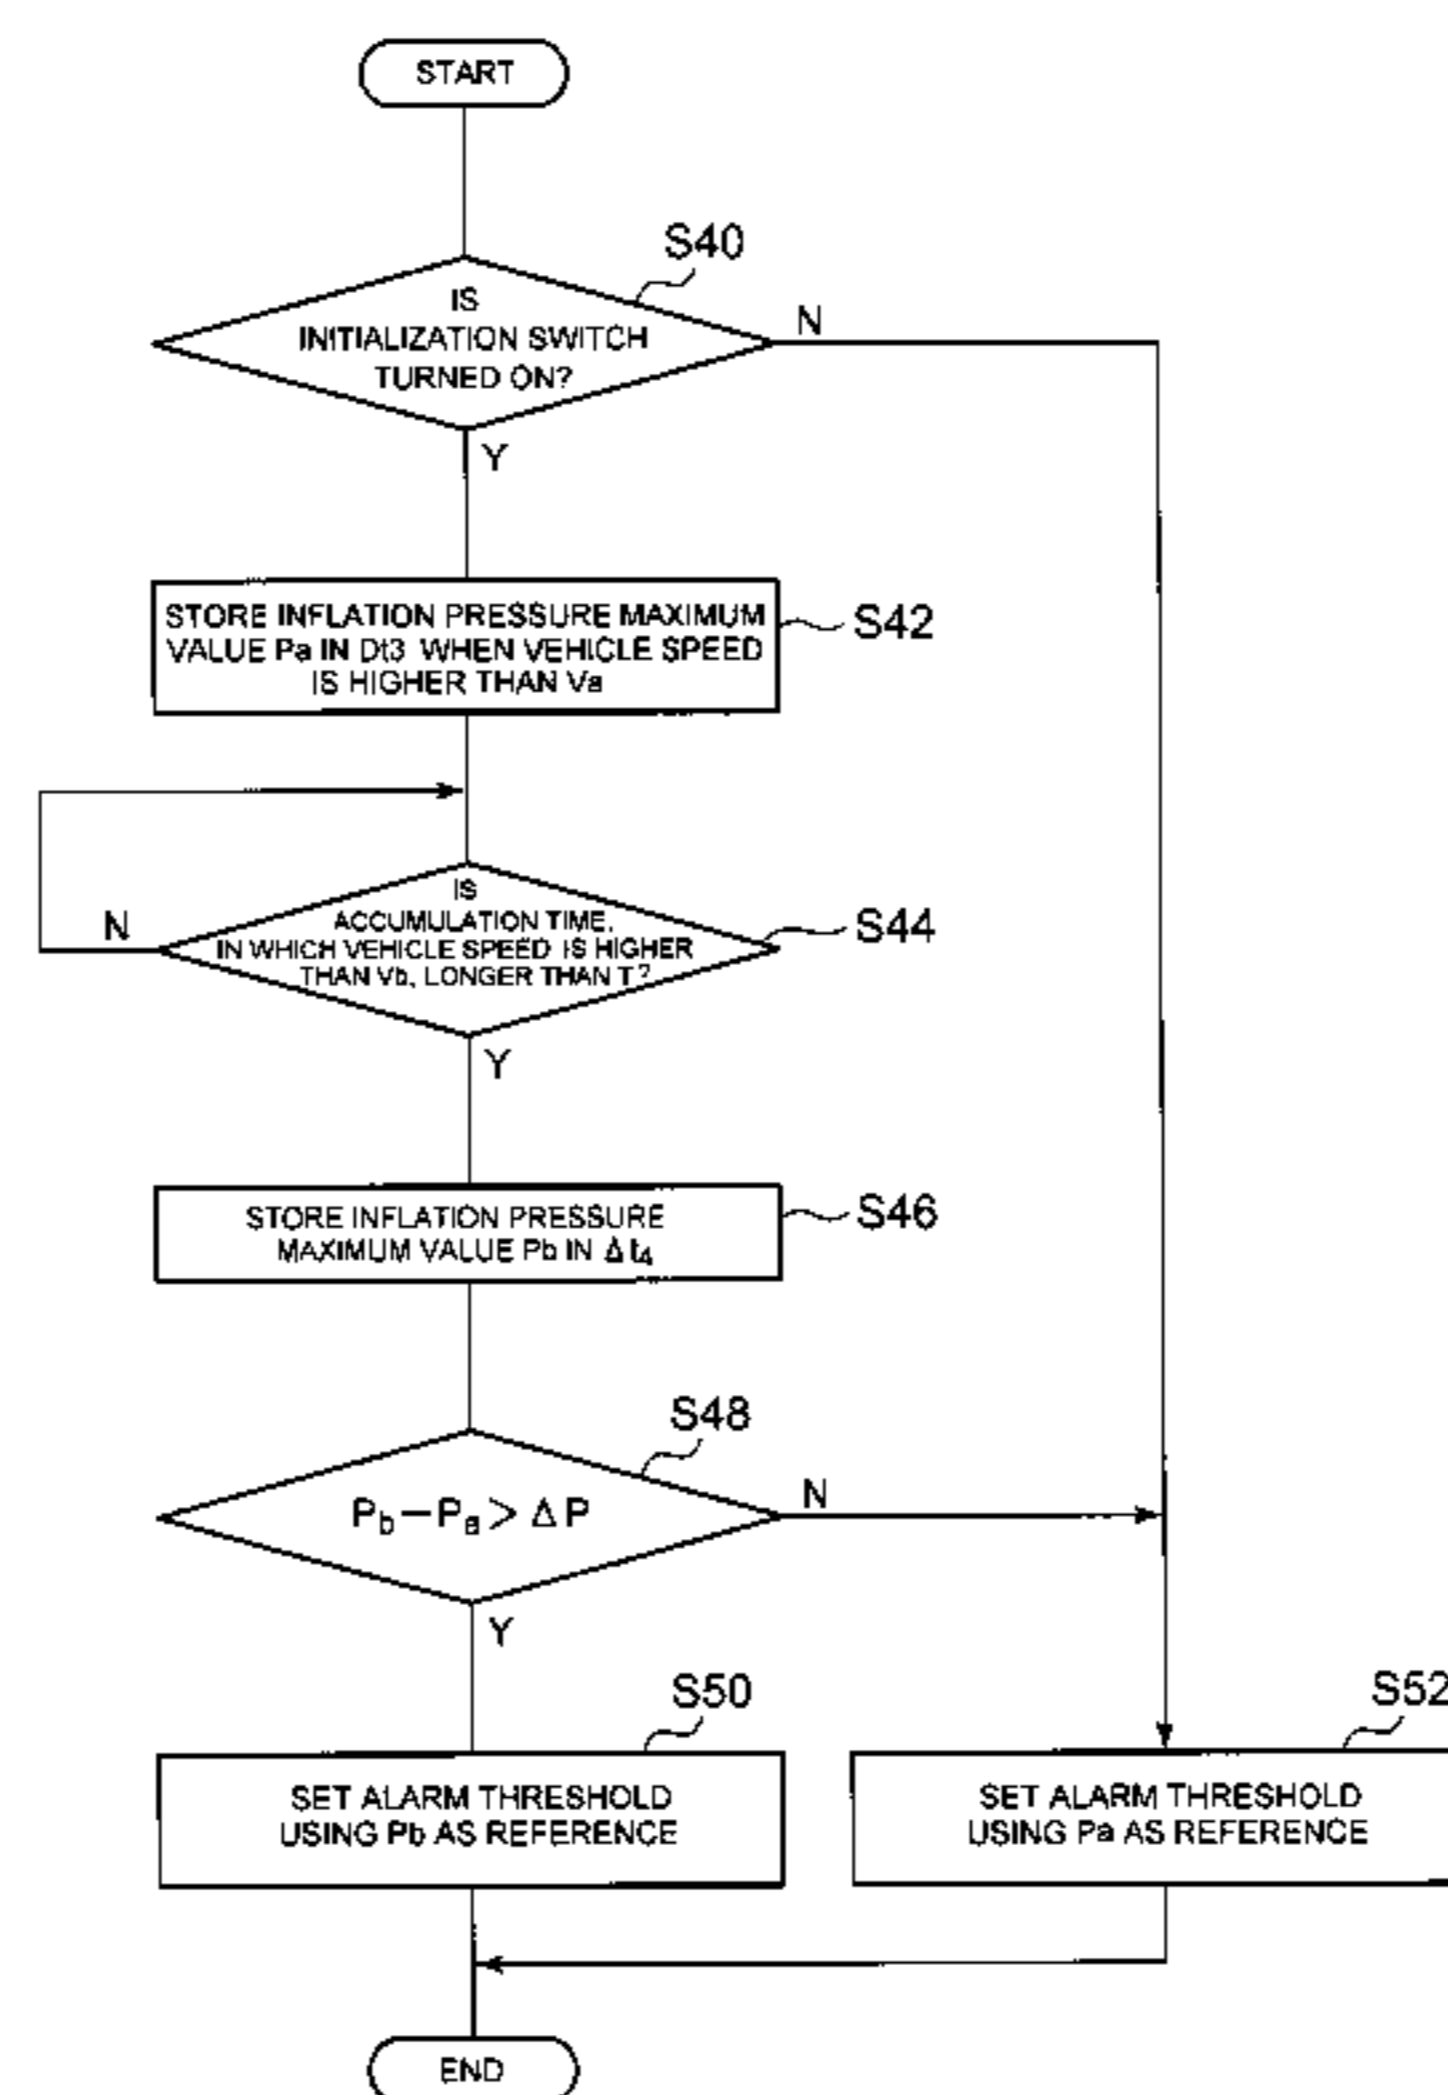 START
S40
IS
INITIALIZATION SWITCH
TURNED ON?
N
Y
STORE INFLATION PRESSURE MAXIMUM
VALUE Pa IN Dt3 WHEN VEHICLE SPEED
IS HIGHER THAN Va
S42
IS
ACCUMULATION TIME,
IN WHICH VEHICLE SPEED IS HIGHER
THAN Vb, LONGER THAN T?
N
S44
Y
STORE INFLATION PRESSURE
MAXIMUM VALUE Pb IN Δt4
S46
S48
Pb－Pa＞ΔP
N
Y
S50
SET ALARM THRESHOLD
USING Pb AS REFERENCE
S52
SET ALARM THRESHOLD
USING Pa AS REFERENCE
END